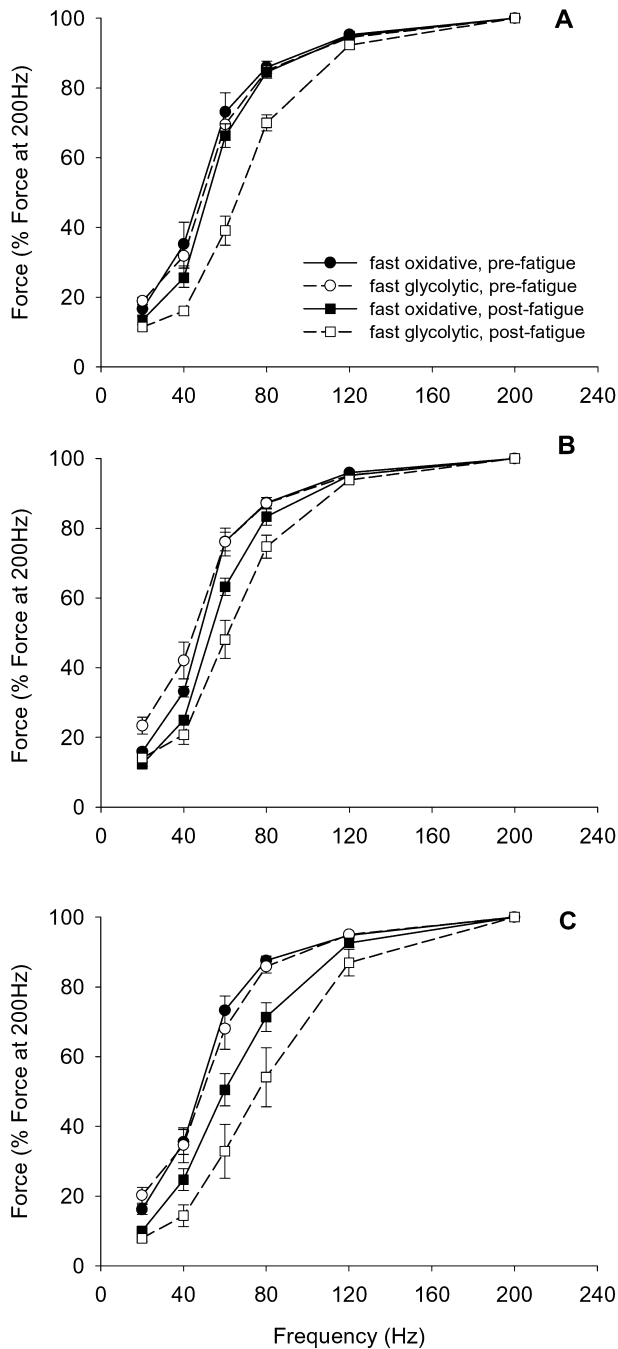 A
100
80
60
40
20
0
Force (% Force at 200Hz)
fast oxidative, pre-fatigue
fast glycolytic, pre-fatigue
fast oxidative, post-fatigue
fast glycolytic, post-fatigue
0 40 80 120 160 200 240
B
100
80
60
40
20
0
Force (% Force at 200Hz)
0 40 80 120 160 200 240
C
100
80
60
40
20
0
Force (% Force at 200Hz)
0 40 80 120 160 200 240
Frequency (Hz)